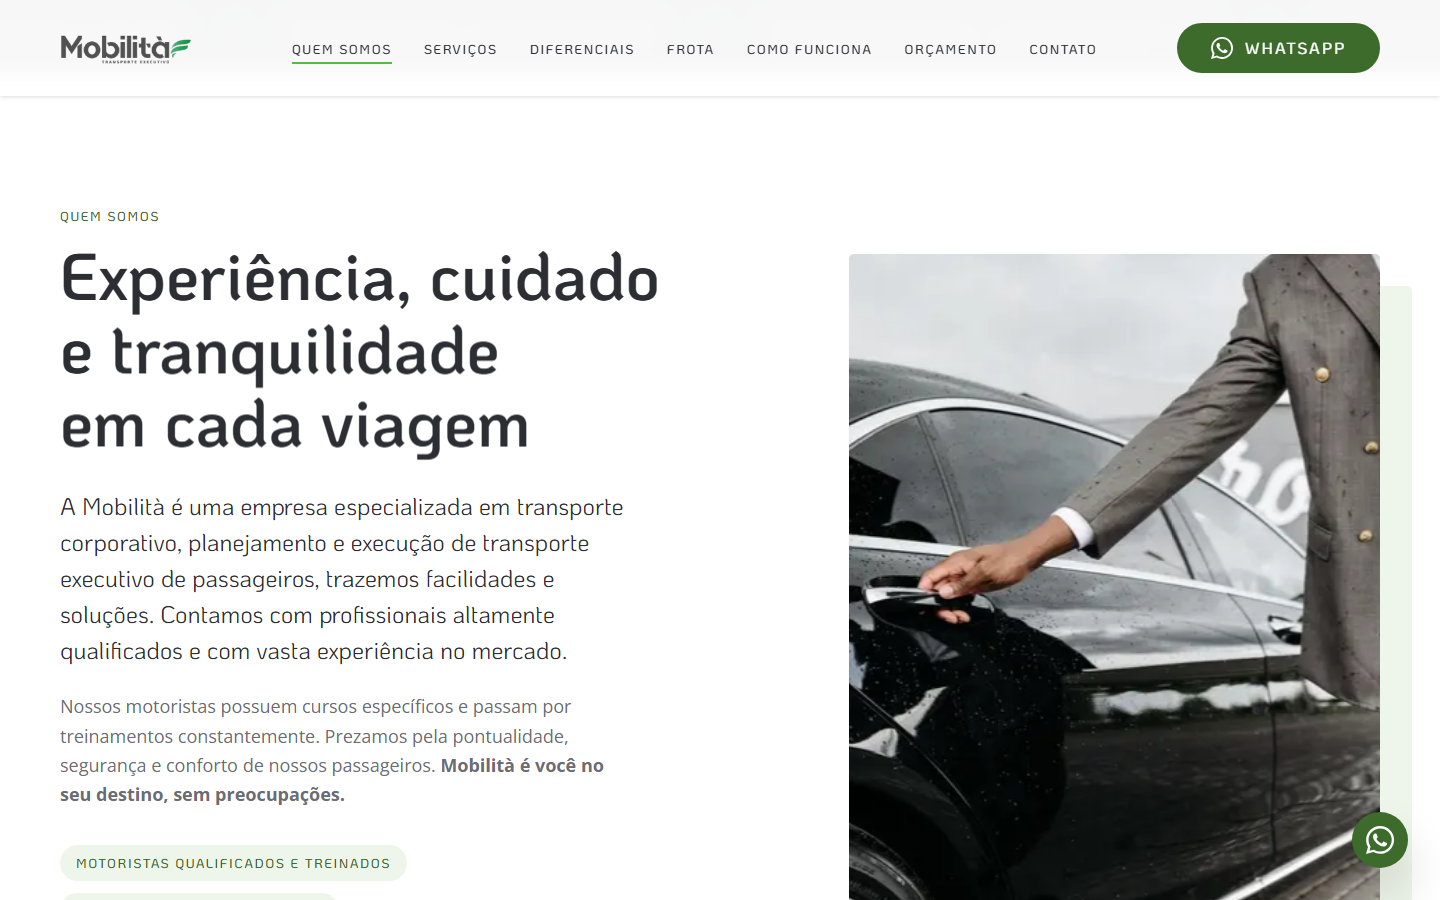 Mobilità
TRANSPORTE EXECUTIVO
QUEM SOMOS
SERVIÇOS
DIFERENCIAIS
FROTA
COMO FUNCIONA
ORÇAMENTO
CONTATO
WHATSAPP
QUEM SOMOS
Experiência, cuidado
e tranquilidade
em cada viagem
A Mobilità é uma empresa especializada em transporte
corporativo, planejamento e execução de transporte
executivo de passageiros, trazemos facilidades e
soluções. Contamos com profissionais altamente
qualificados e com vasta experiência no mercado.
Nossos motoristas possuem cursos específicos e passam por
treinamentos constantemente. Prezamos pela pontualidade,
segurança e conforto de nossos passageiros. Mobilità é você no
seu destino, sem preocupações.
MOTORISTAS QUALIFICADOS E TREINADOS